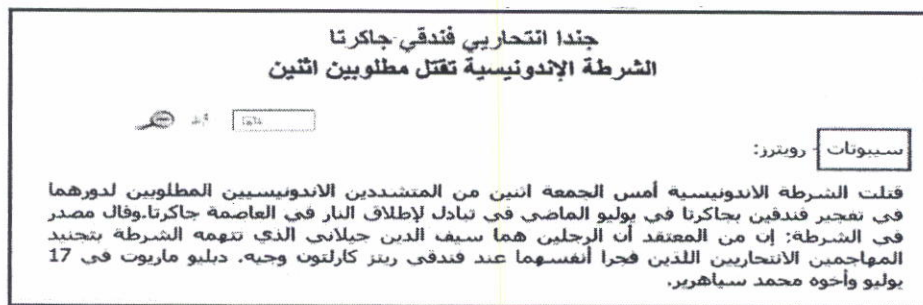 جندا انتحاريي فندقي جاكرتا
الشرطة الإندونيسية تقتل مطلوبين اثنين
سيبوتات - رويترز:
قتلت الشرطة الاندونيسية أمس الجمعة اثنين من المتشددين الاندونيسيين المطلوبين لدورهما
في تفجير فندقين بجاكرتا في يوليو الماضي في تبادل لإطلاق النار في العاصمة جاكرتا.وقال مصدر
في الشرطة: إن من المعتقد أن الرجلين هما سيف الدين جيلاني الذي تتهمه الشرطة بتجنيد
المهاجمين الانتحاريين اللذين فجرا أنفسهما عند فندقي ريتز كارلتون وجيه. دبليو ماريوت في 17
يوليو وأخوه محمد سياهرير.